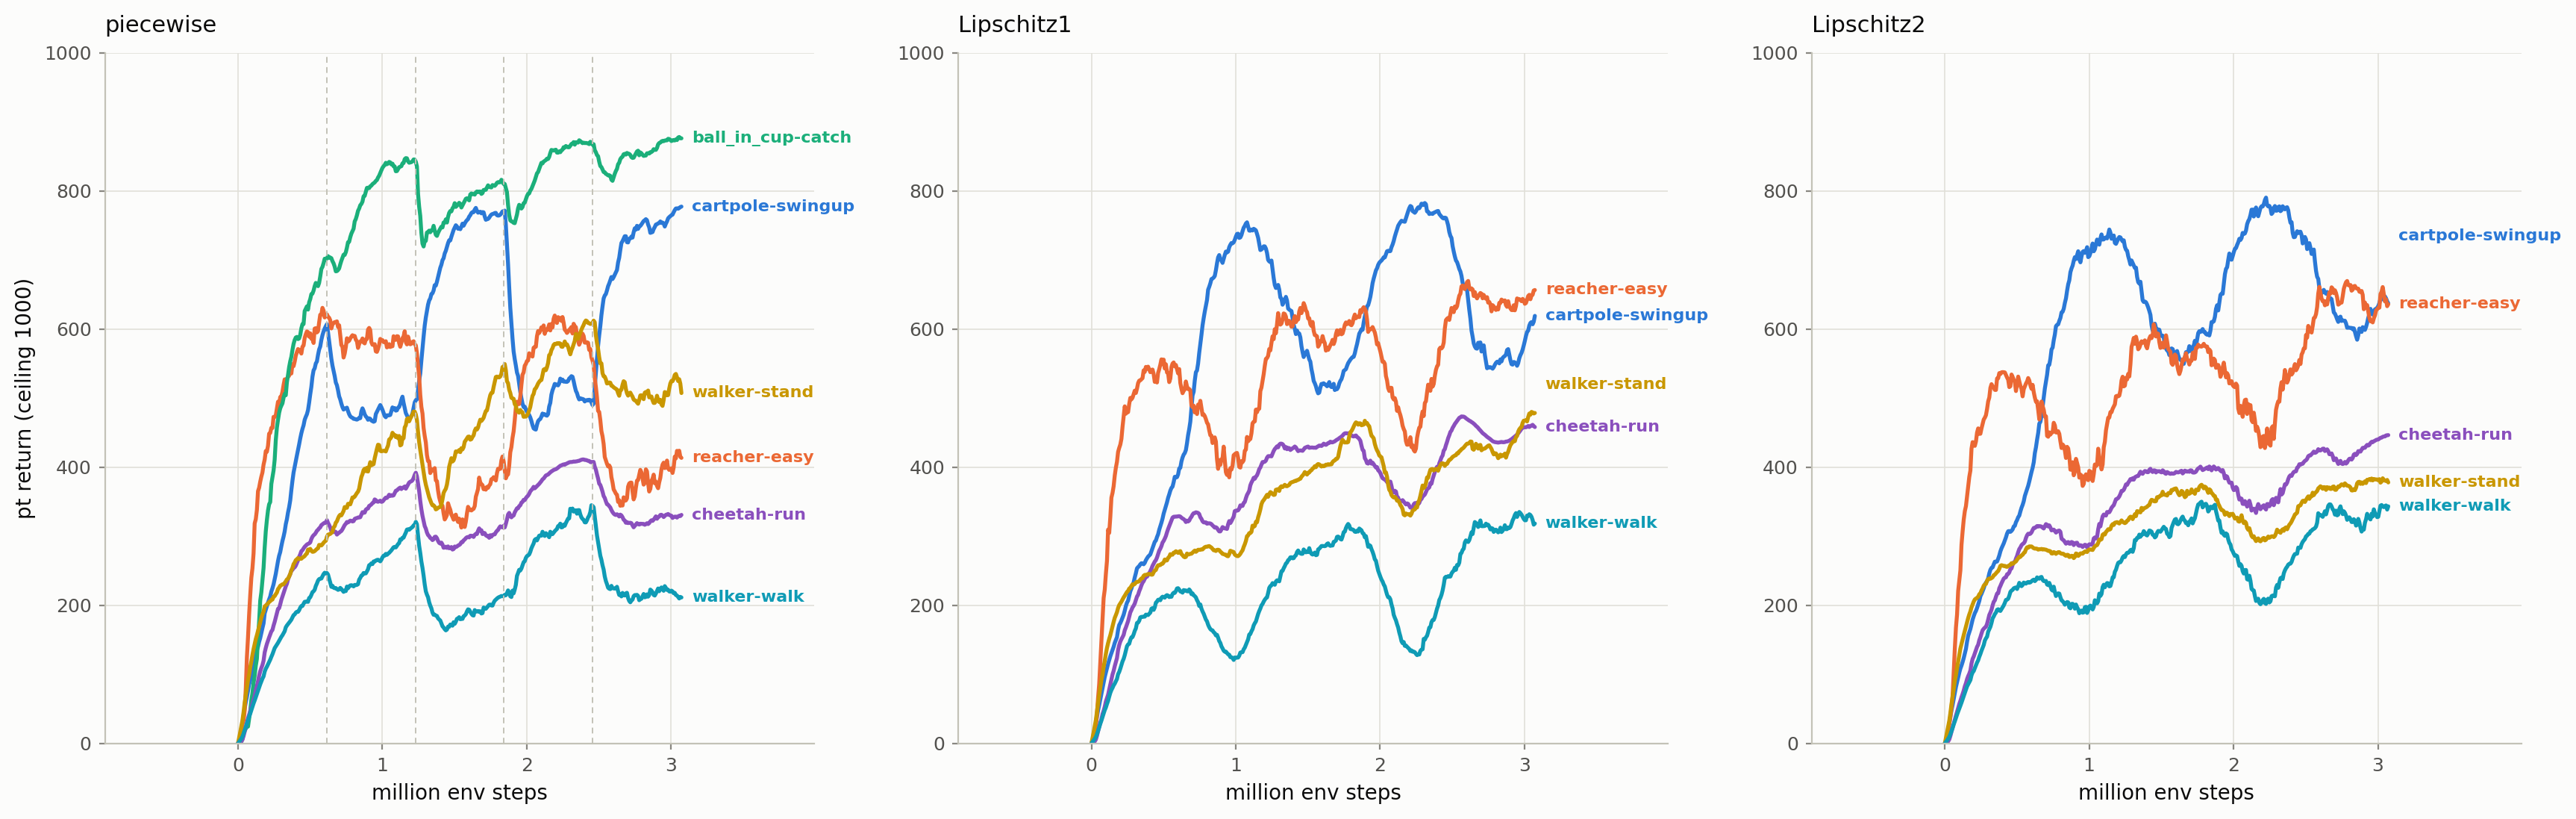 piecewise
1000
800
600
400
200
0
pt return (ceiling 1000)
ball_in_cup-catch
cartpole-swingup
walker-stand
reacher-easy
cheetah-run
walker-walk
0 1 2 3
million env steps
Lipschitz1
1000
800
600
400
200
0
reacher-easy
cartpole-swingup
walker-stand
cheetah-run
walker-walk
0 1 2 3
million env steps
Lipschitz2
1000
800
600
400
200
0
cartpole-swingup
reacher-easy
cheetah-run
walker-stand
walker-walk
0 1 2 3
million env steps